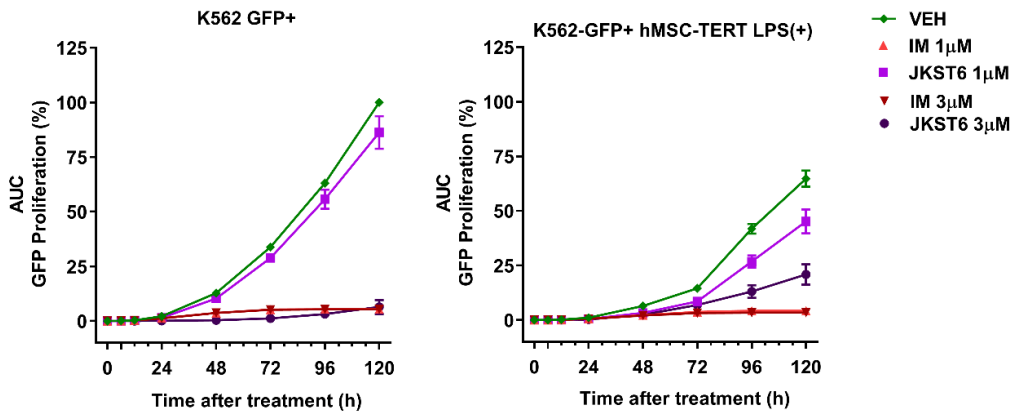 K562 GFP+
AUC
GFP Proliferation (%)
125
100
75
50
25
0
0 24 48 72 96 120
Time after treatment (h)
K562-GFP+ hMSC-TERT LPS(+)
AUC
GFP Proliferation (%)
125
100
75
50
25
0
0 24 48 72 96 120
Time after treatment (h)
VEH
IM 1μM
JKST6 1μM
IM 3μM
JKST6 3μM